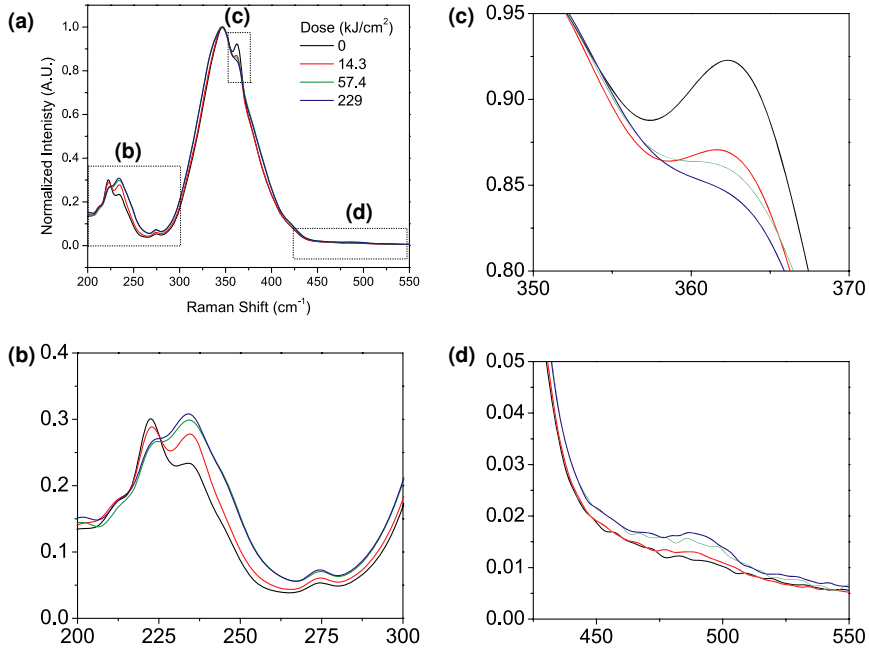 (a)
(c)
Dose (kJ/cm²)
0
14.3
57.4
229
(b)
(d)
Normalized Intenisty (A.U.)
1.0
0.8
0.6
0.4
0.2
0.0
200 250 300 350 400 450 500 550
Raman Shift (cm⁻¹)
(c)
0.95
0.90
0.85
0.80
350 360 370
(b)
0.4
0.3
0.2
0.1
0.0
200 225 250 275 300
(d)
0.05
0.04
0.03
0.02
0.01
0.00
450 500 550